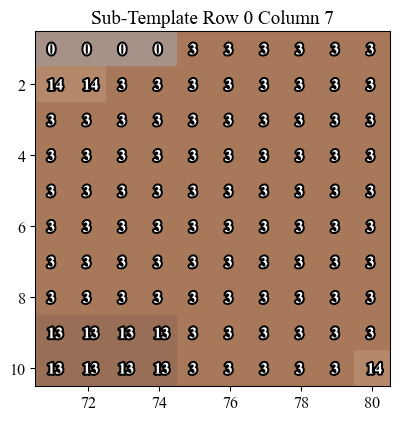 Sub-Template Row 0 Column 7
0 0 0 0 3 3 3 3 3 3
2 14 14 3 3 3 3 3 3 3 3
3 3 3 3 3 3 3 3 3 3
4 3 3 3 3 3 3 3 3 3 3
3 3 3 3 3 3 3 3 3 3
6 3 3 3 3 3 3 3 3 3 3
3 3 3 3 3 3 3 3 3 3
8 3 3 3 3 3 3 3 3 3 3
13 13 13 13 3 3 3 3 3 3
10 13 13 13 13 3 3 3 3 3 14
72 74 76 78 80